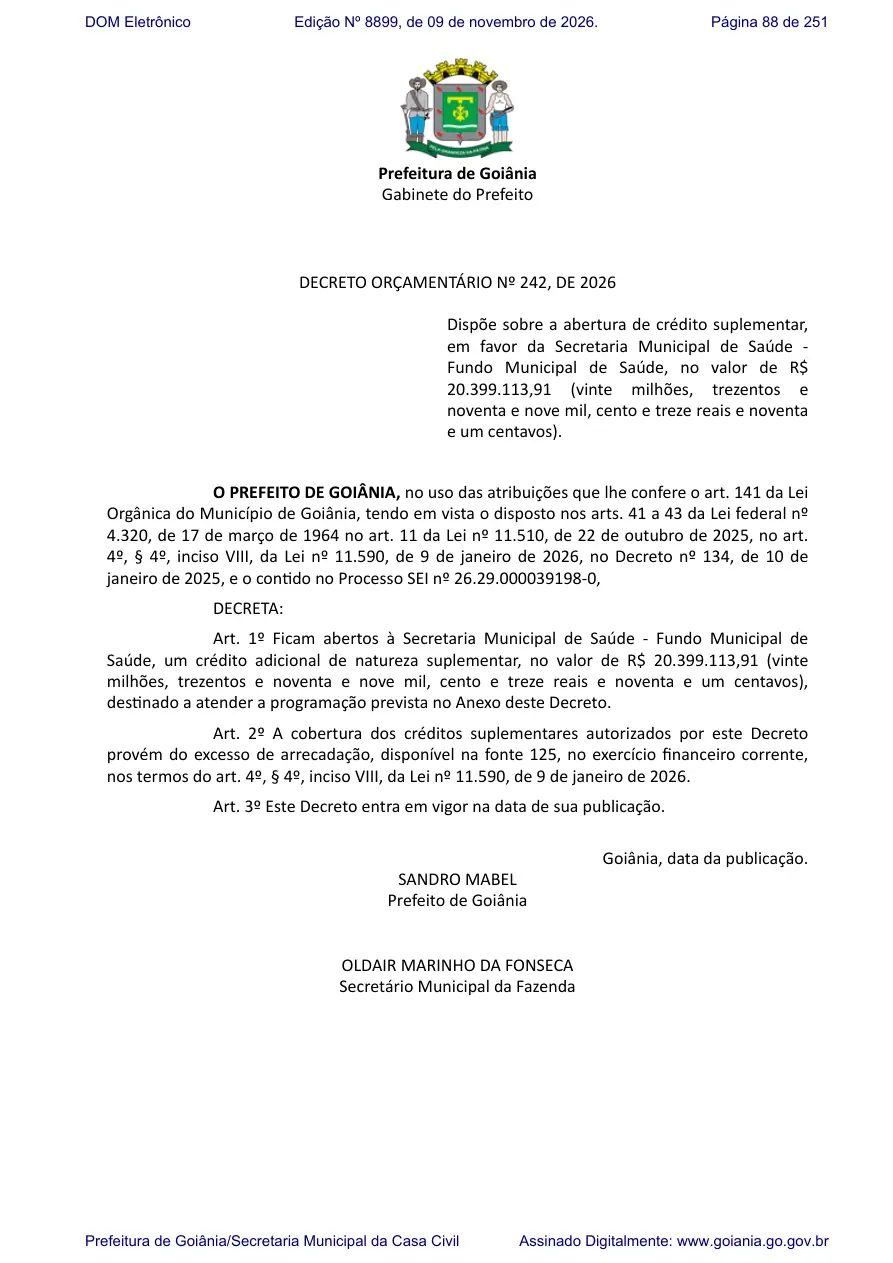 DOM Eletrônico Edição Nº 8899, de 09 de novembro de 2026. Página 88 de 251
PELA GRANDEZA DA PÁTRIA
Prefeitura de Goiânia
Gabinete do Prefeito
DECRETO ORÇAMENTÁRIO Nº 242, DE 2026
Dispõe sobre a abertura de crédito suplementar,
em favor da Secretaria Municipal de Saúde -
Fundo Municipal de Saúde, no valor de R$
20.399.113,91 (vinte milhões, trezentos e
noventa e nove mil, cento e treze reais e noventa
e um centavos).
O PREFEITO DE GOIÂNIA, no uso das atribuições que lhe confere o art. 141 da Lei
Orgânica do Município de Goiânia, tendo em vista o disposto nos arts. 41 a 43 da Lei federal nº
4.320, de 17 de março de 1964 no art. 11 da Lei nº 11.510, de 22 de outubro de 2025, no art.
4º, § 4º, inciso VIII, da Lei nº 11.590, de 9 de janeiro de 2026, no Decreto nº 134, de 10 de
janeiro de 2025, e o contido no Processo SEI nº 26.29.000039198-0,
DECRETA:
Art. 1º Ficam abertos à Secretaria Municipal de Saúde - Fundo Municipal de
Saúde, um crédito adicional de natureza suplementar, no valor de R$ 20.399.113,91 (vinte
milhões, trezentos e noventa e nove mil, cento e treze reais e noventa e um centavos),
destinado a atender a programação prevista no Anexo deste Decreto.
Art. 2º A cobertura dos créditos suplementares autorizados por este Decreto
provém do excesso de arrecadação, disponível na fonte 125, no exercício financeiro corrente,
nos termos do art. 4º, § 4º, inciso VIII, da Lei nº 11.590, de 9 de janeiro de 2026.
Art. 3º Este Decreto entra em vigor na data de sua publicação.
Goiânia, data da publicação.
SANDRO MABEL
Prefeito de Goiânia
OLDAIR MARINHO DA FONSECA
Secretário Municipal da Fazenda
Prefeitura de Goiânia/Secretaria Municipal da Casa Civil Assinado Digitalmente: www.goiania.go.gov.br